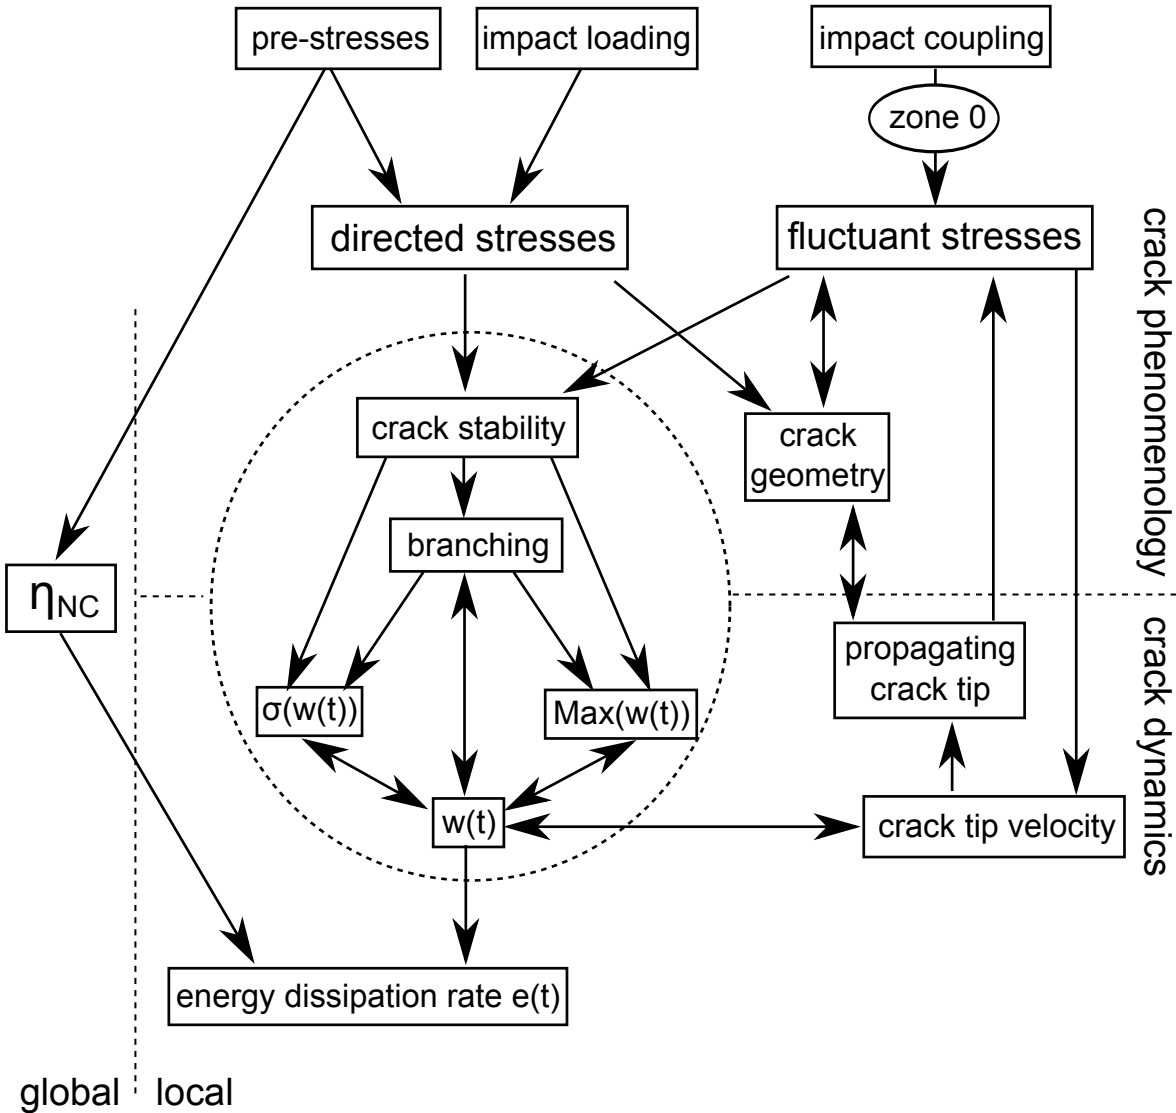 pre-stresses
impact loading
impact coupling
zone 0
directed stresses
fluctuant stresses
crack phenomenology
crack stability
crack
geometry
branching
ηNC
propagating
crack tip
crack dynamics
σ(w(t))
Max(w(t))
w(t)
crack tip velocity
energy dissipation rate e(t)
global
local